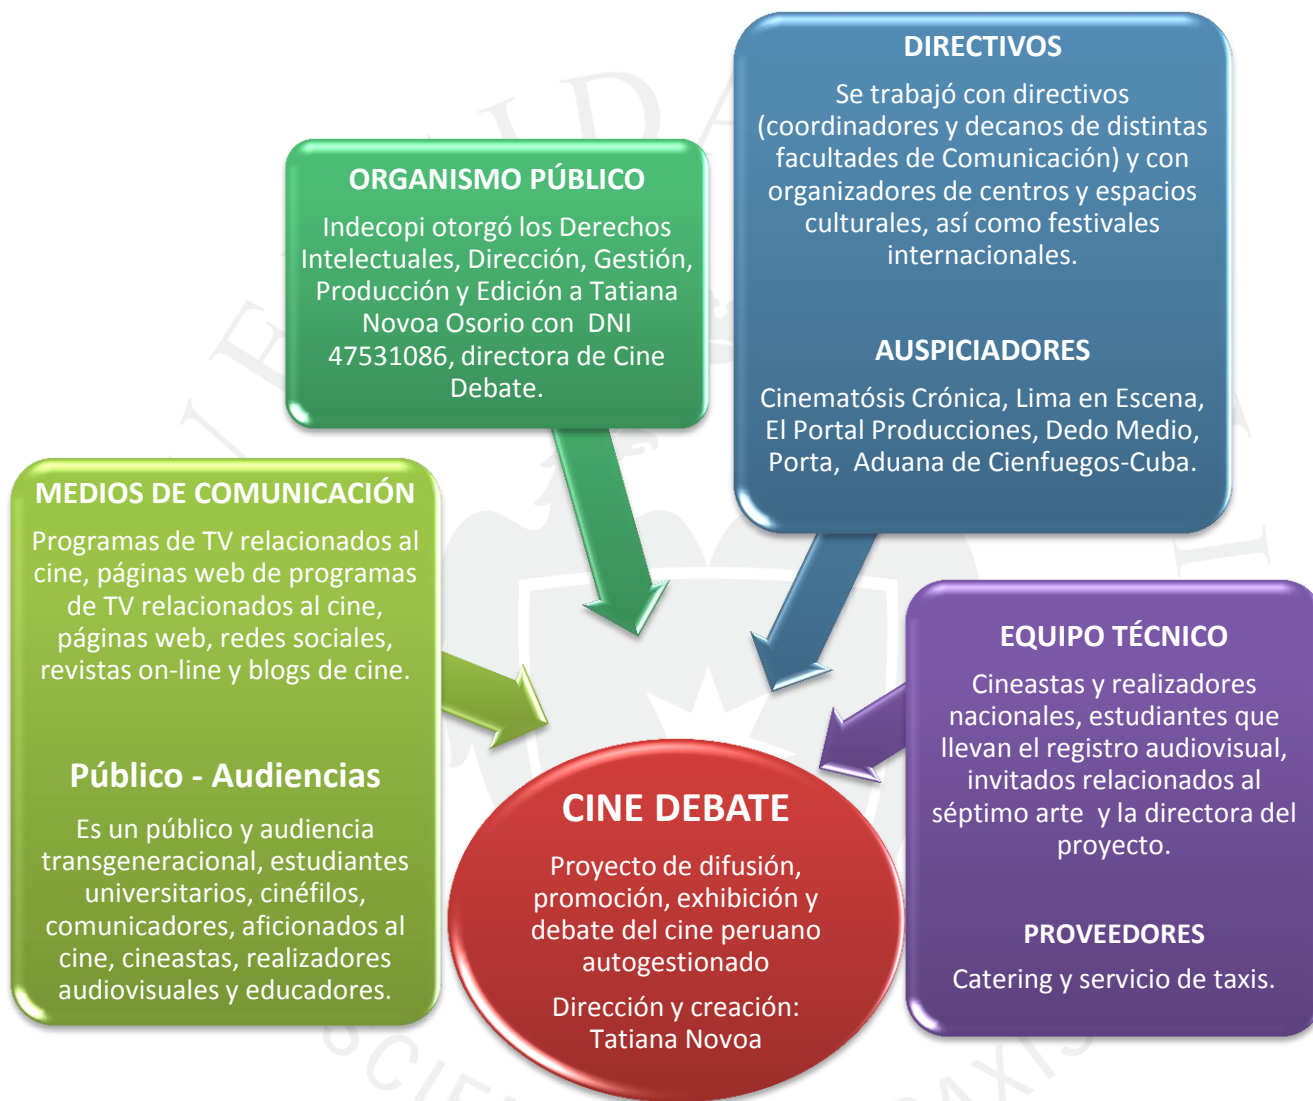 DIRECTIVOS
Se trabajó con directivos
(coordinadores y decanos de distintas
facultades de Comunicación) y con
organizadores de centros y espacios
culturales, así como festivales
internacionales.
AUSPICIADORES
Cinematósis Crónica, Lima en Escena,
El Portal Producciones, Dedo Medio,
Porta,  Aduana de Cienfuegos-Cuba.
ORGANISMO PÚBLICO
Indecopi otorgó los Derechos
Intelectuales, Dirección, Gestión,
Producción y Edición a Tatiana
Novoa Osorio con  DNI
47531086, directora de Cine
Debate.
MEDIOS DE COMUNICACIÓN
Programas de TV relacionados al
cine, páginas web de programas
de TV relacionados al cine,
páginas web, redes sociales,
revistas on-line y blogs de cine.
Público - Audiencias
Es un público y audiencia
transgeneracional, estudiantes
universitarios, cinéfilos,
comunicadores, aficionados al
cine, cineastas, realizadores
audiovisuales y educadores.
EQUIPO TÉCNICO
Cineastas y realizadores
nacionales, estudiantes que
llevan el registro audiovisual,
invitados relacionados al
séptimo arte  y la directora del
proyecto.
PROVEEDORES
Catering y servicio de taxis.
CINE DEBATE
Proyecto de difusión,
promoción, exhibición y
debate del cine peruano
autogestionado
Dirección y creación:
Tatiana Novoa